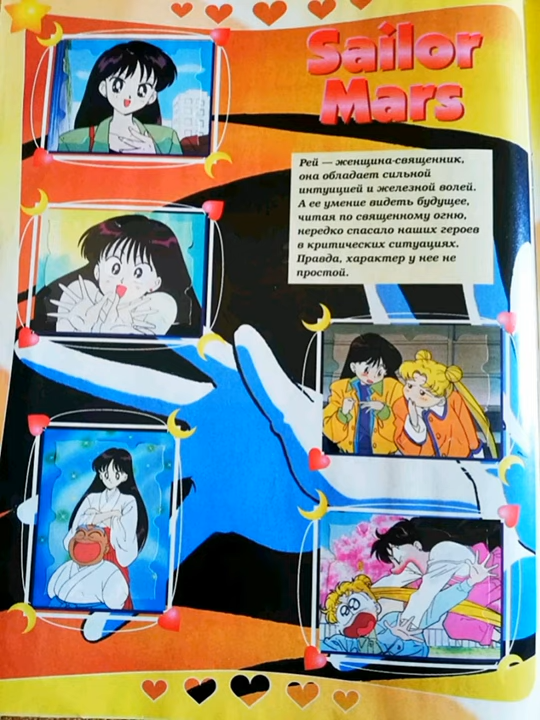 Sailor
Mars
Рей — женщина-священник,
она обладает сильной
интуицией и железной волей.
А ее умение видеть будущее,
читая по священному огню,
нередко спасало наших героев
в критических ситуациях.
Правда, характер у нее не
простой.